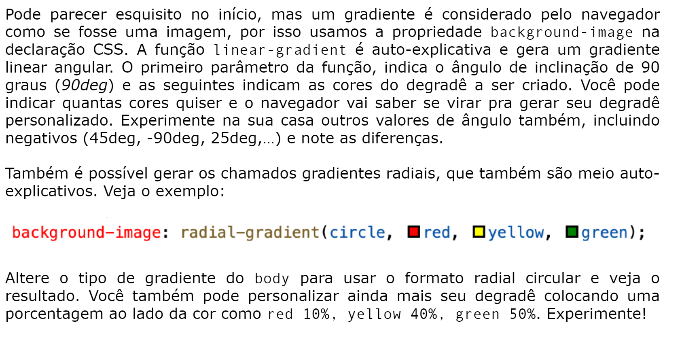 Pode parecer esquisito no início, mas um gradiente é considerado pelo navegador
como se fosse uma imagem, por isso usamos a propriedade background-image na
declaração CSS. A função linear-gradient é auto-explicativa e gera um gradiente
linear angular. O primeiro parâmetro da função, indica o ângulo de inclinação de 90
graus (90deg) e as seguintes indicam as cores do degradê a ser criado. Você pode
indicar quantas cores quiser e o navegador vai saber se virar pra gerar seu degradê
personalizado. Experimente na sua casa outros valores de ângulo também, incluindo
negativos (45deg, -90deg, 25deg,...) e note as diferenças.
Também é possível gerar os chamados gradientes radiais, que também são meio auto-
explicativos. Veja o exemplo:
background-image: radial-gradient(circle, red, yellow, green);
Altere o tipo de gradiente do body para usar o formato radial circular e veja o
resultado. Você também pode personalizar ainda mais seu degradê colocando uma
porcentagem ao lado da cor como red 10%, yellow 40%, green 50%. Experimente!